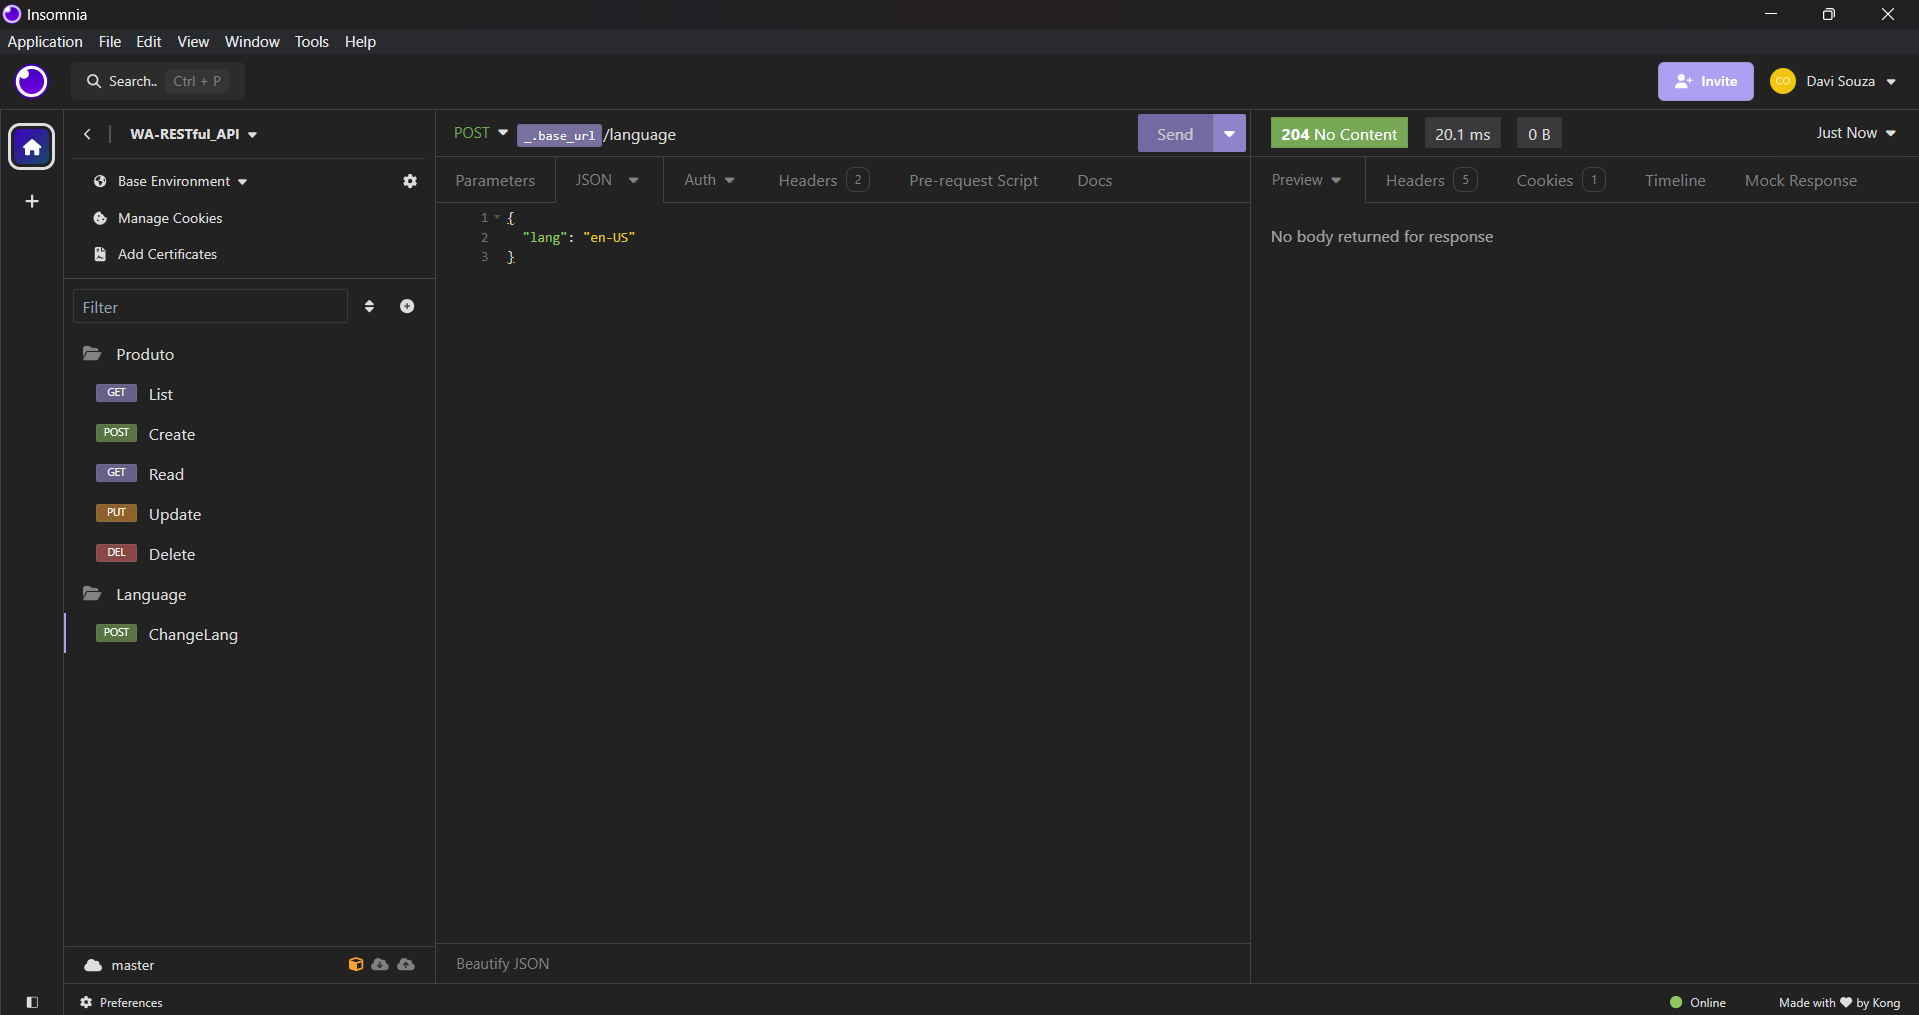 Insomnia
Application File Edit View Window Tools Help
Search.. Ctrl + P
Invite
CO Davi Souza
WA-RESTful_API
Base Environment
Manage Cookies
Add Certificates
Filter
Produto
GET List
POST Create
GET Read
PUT Update
DEL Delete
Language
POST ChangeLang
master
POST _.base_url /language
Send
Parameters JSON Auth Headers 2 Pre-request Script Docs
1 {
2 "lang": "en-US"
3 }
Beautify JSON
204 No Content 20.1 ms 0 B Just Now
Preview Headers 5 Cookies 1 Timeline Mock Response
No body returned for response
Preferences
Online
Made with ❤ by Kong